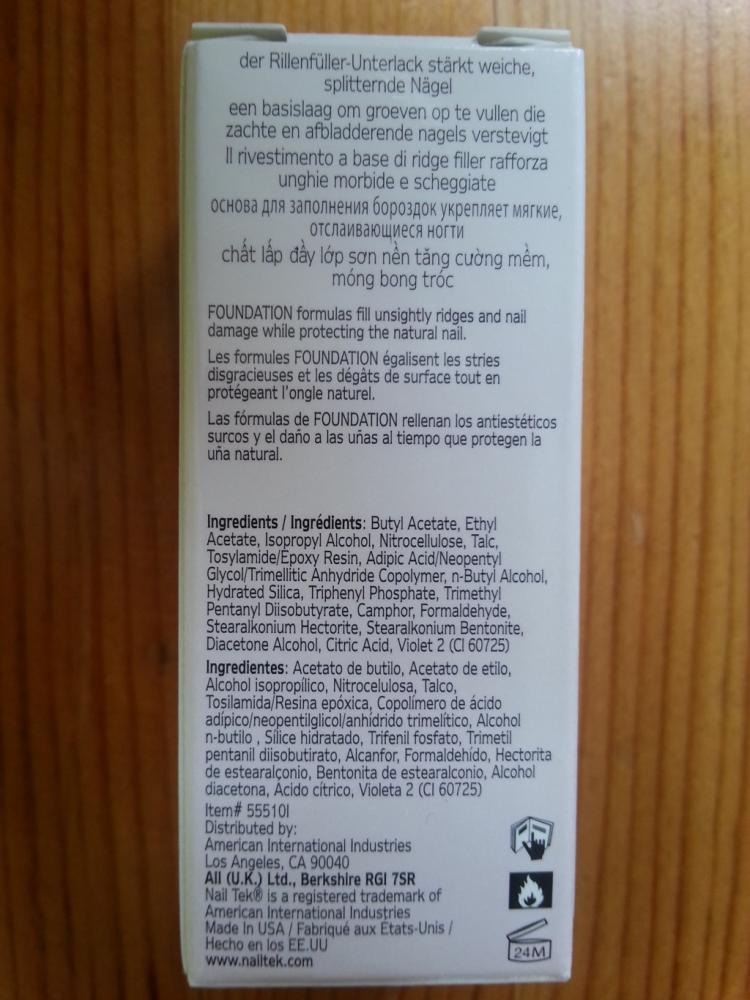 der Rillenfüller-Unterlack stärkt weiche,
splitternde Nägel
een basislaag om groeven op te vullen die
zachte en afbladderende nagels verstevigt
Il rivestimento a base di ridge filler rafforza
unghie morbide e scheggiate
основа для заполнения бороздок укрепляет мягкие,
отслаивающиеся ногти
chất lấp đầy lớp sơn nền tăng cường mềm,
móng bong tróc
FOUNDATION formulas fill unsightly ridges and nail
damage while protecting the natural nail.
Les formules FOUNDATION égalisent les stries
disgracieuses et les dégâts de surface tout en
protégeant l'ongle naturel.
Las fórmulas de FOUNDATION rellenan los antiestéticos
surcos y el daño a las uñas al tiempo que protegen la
uña natural.
Ingredients / Ingrédients: Butyl Acetate, Ethyl
Acetate, Isopropyl Alcohol, Nitrocellulose, Talc,
Tosylamide/Epoxy Resin, Adipic Acid/Neopentyl
Glycol/Trimellitic Anhydride Copolymer, n-Butyl Alcohol,
Hydrated Silica, Triphenyl Phosphate, Trimethyl
Pentanyl Diisobutyrate, Camphor, Formaldehyde,
Stearalkonium Hectorite, Stearalkonium Bentonite,
Diacetone Alcohol, Citric Acid, Violet 2 (CI 60725)
Ingredientes: Acetato de butilo, Acetato de etilo,
Alcohol isopropílico, Nitrocelulosa, Talco,
Tosilamida/Resina epóxica, Copolímero de ácido
adípico/neopentilglicol/anhídrido trimelítico, Alcohol
n-butilo , Sílice hidratado, Trifenil fosfato, Trimetil
pentanil diisobutirato, Alcanfor, Formaldehído, Hectorita
de estearalçonio, Bentonita de estearalconio, Alcohol
diacetona, Acido cítrico, Violeta 2 (CI 60725)
Item# 55510I
Distributed by:
American International Industries
Los Angeles, CA 90040
AII (U.K.) Ltd., Berkshire RG1 7SR
Nail Tek® is a registered trademark of
American International Industries
Made In USA / Fabriqué aux Etats-Unis /
Hecho en los EE.UU
www.nailtek.com
24M